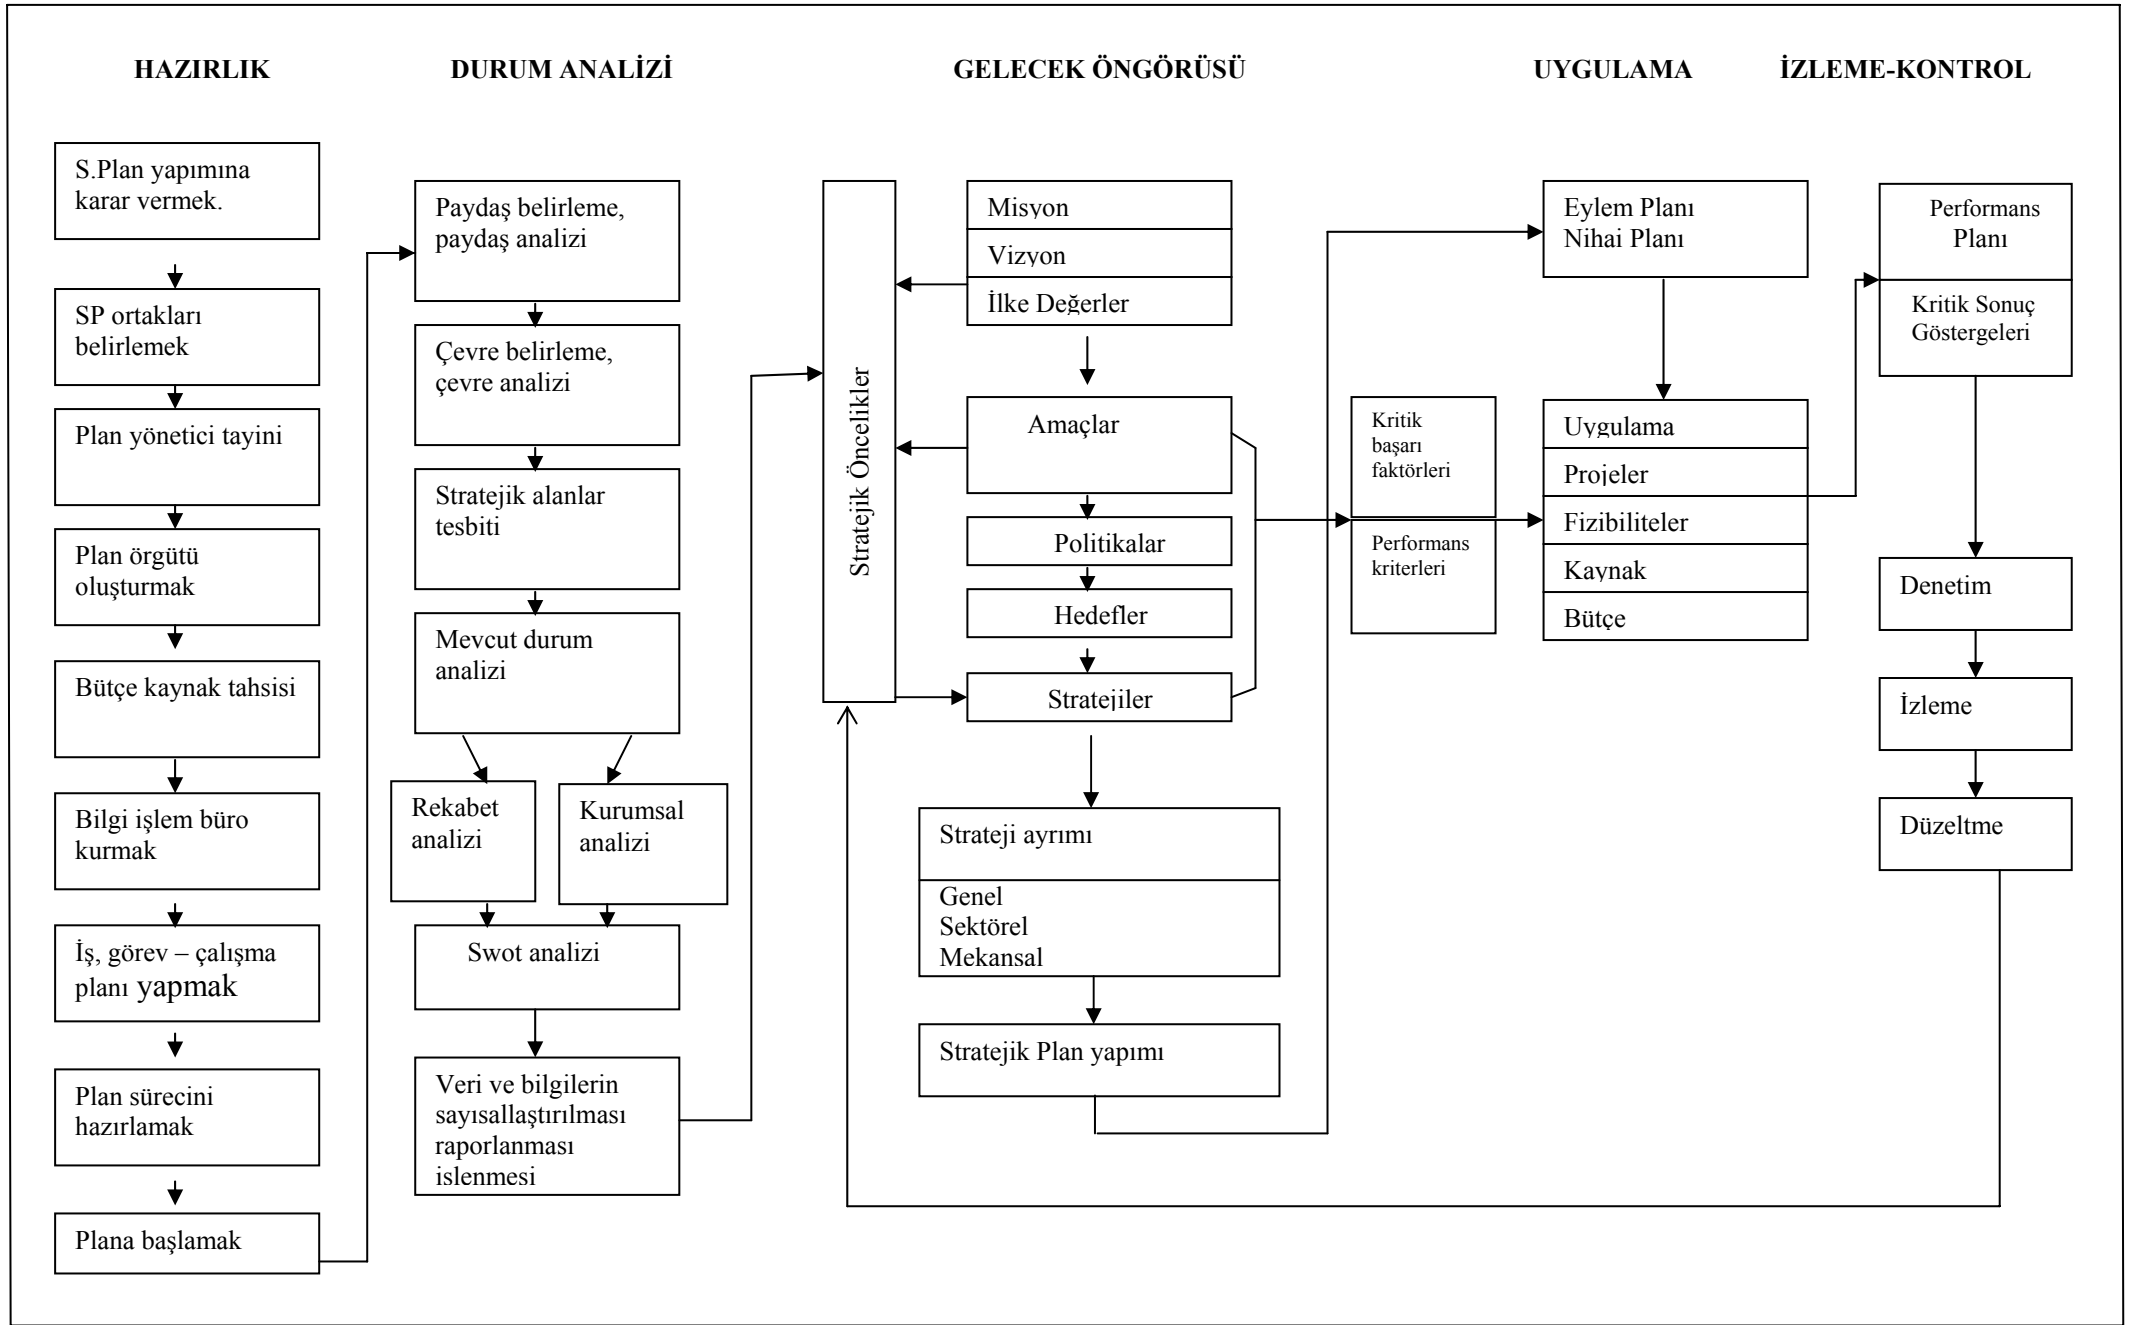 HAZIRLIK
DURUM ANALİZİ
GELECEK ÖNGÖRÜSÜ
UYGULAMA
İZLEME-KONTROL
S.Plan yapımına
karar vermek.
SP ortakları
belirlemek
Plan yönetici tayini
Plan örgütü
oluşturmak
Bütçe kaynak tahsisi
Bilgi işlem büro
kurmak
İş, görev – çalışma
planı yapmak
Plan sürecini
hazırlamak
Plana başlamak
Paydaş belirleme,
paydaş analizi
Çevre belirleme,
çevre analizi
Stratejik alanlar
tesbiti
Mevcut durum
analizi
Rekabet
analizi
Kurumsal
analizi
Swot analizi
Veri ve bilgilerin
sayısallaştırılması
raporlanması
islenmesi
Stratejik Öncelikler
Misyon
Vizyon
İlke Değerler
Amaçlar
Politikalar
Hedefler
Stratejiler
Strateji ayrımı
Genel
Sektörel
Mekansal
Stratejik Plan yapımı
Kritik
başarı
faktörleri
Performans
kriterleri
Eylem Planı
Nihai Planı
Uygulama
Projeler
Fizibiliteler
Kaynak
Bütçe
Performans
Planı
Kritik Sonuç
Göstergeleri
Denetim
İzleme
Düzeltme